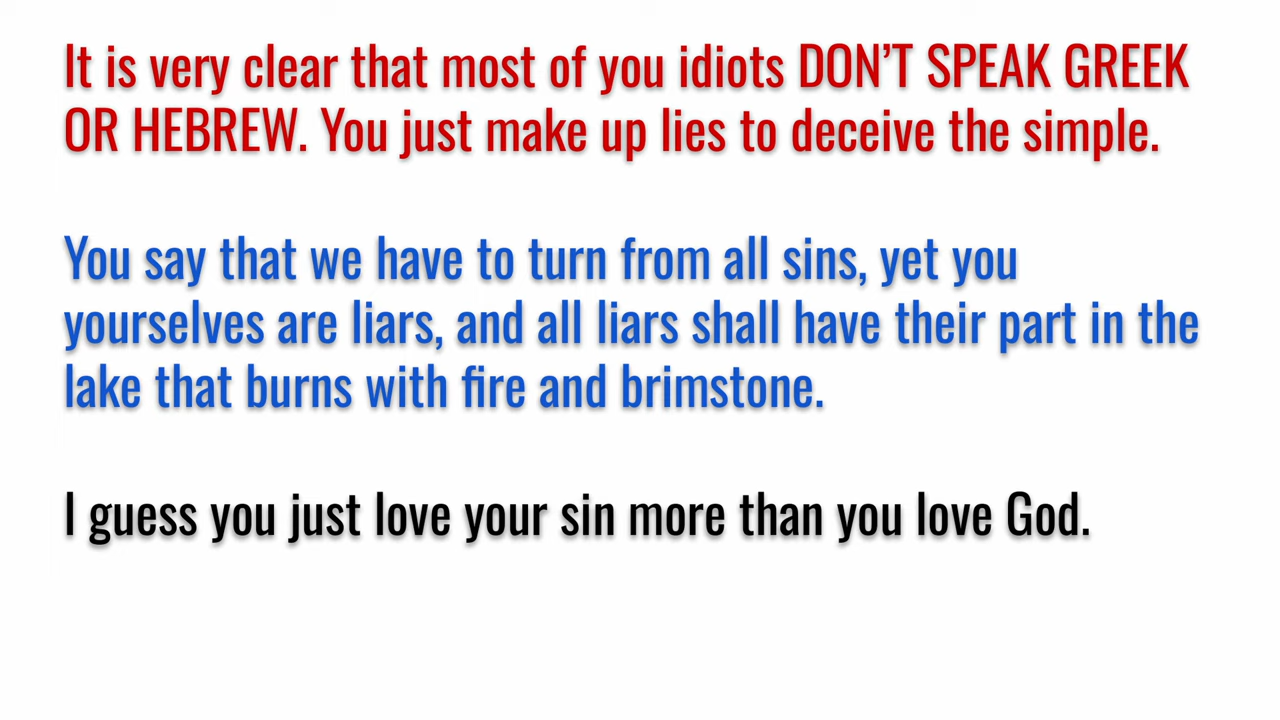 It is very clear that most of you idiots DON’T SPEAK GREEK
OR HEBREW. You just make up lies to deceive the simple.
You say that we have to turn from all sins, yet you
yourselves are liars, and all liars shall have their part in the
lake that burns with fire and brimstone.
I guess you just love your sin more than you love God.